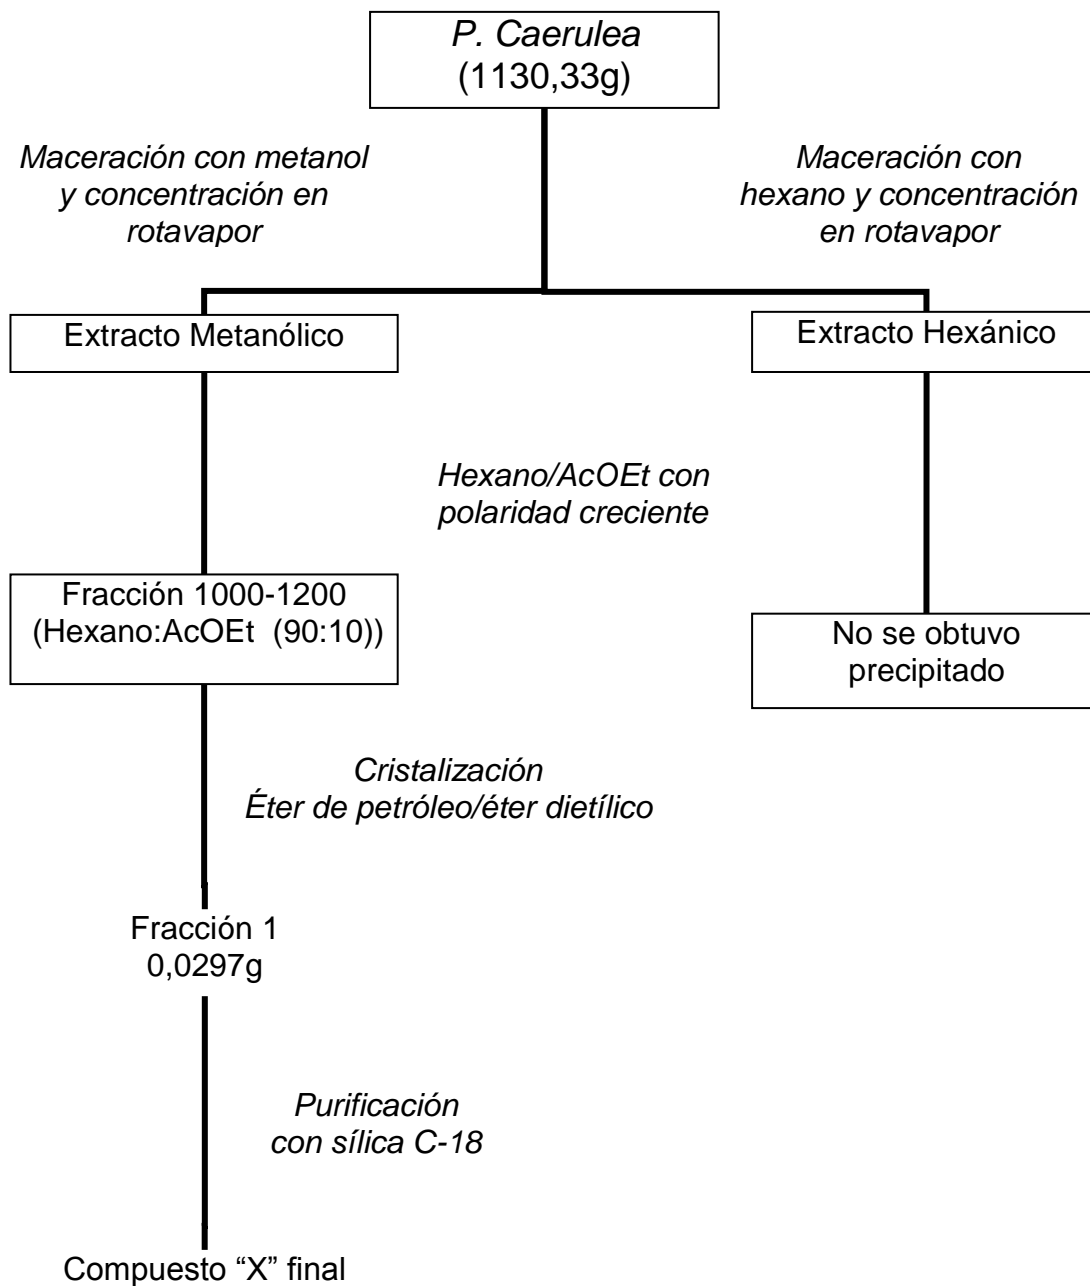 P. Caerulea
(1130,33g)
Maceración con metanol
y concentración en
rotavapor
Maceración con
hexano y concentración
en rotavapor
Extracto Metanólico
Extracto Hexánico
Hexano/AcOEt con
polaridad creciente
Fracción 1000-1200
(Hexano:AcOEt (90:10))
No se obtuvo
precipitado
Cristalización
Éter de petróleo/éter dietílico
Fracción 1
0,0297g
Purificación
con sílica C-18
Compuesto “X” final